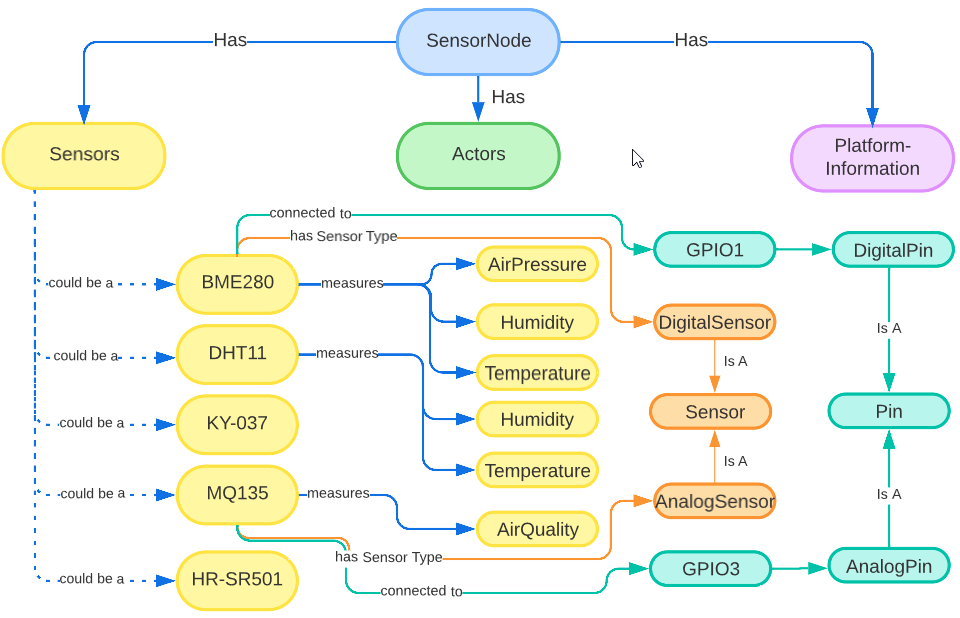 SensorNode
Has
Has
Has
Sensors
Actors
Platform-
Information
connected to
has Sensor Type
could be a
BME280
measures
AirPressure
GPIO1
DigitalPin
Humidity
DigitalSensor
Is A
could be a
DHT11
measures
Temperature
Is A
could be a
KY-037
Humidity
Sensor
Pin
Temperature
Is A
could be a
MQ135
measures
AnalogSensor
Is A
AirQuality
has Sensor Type
could be a
HR-SR501
connected to
GPIO3
AnalogPin